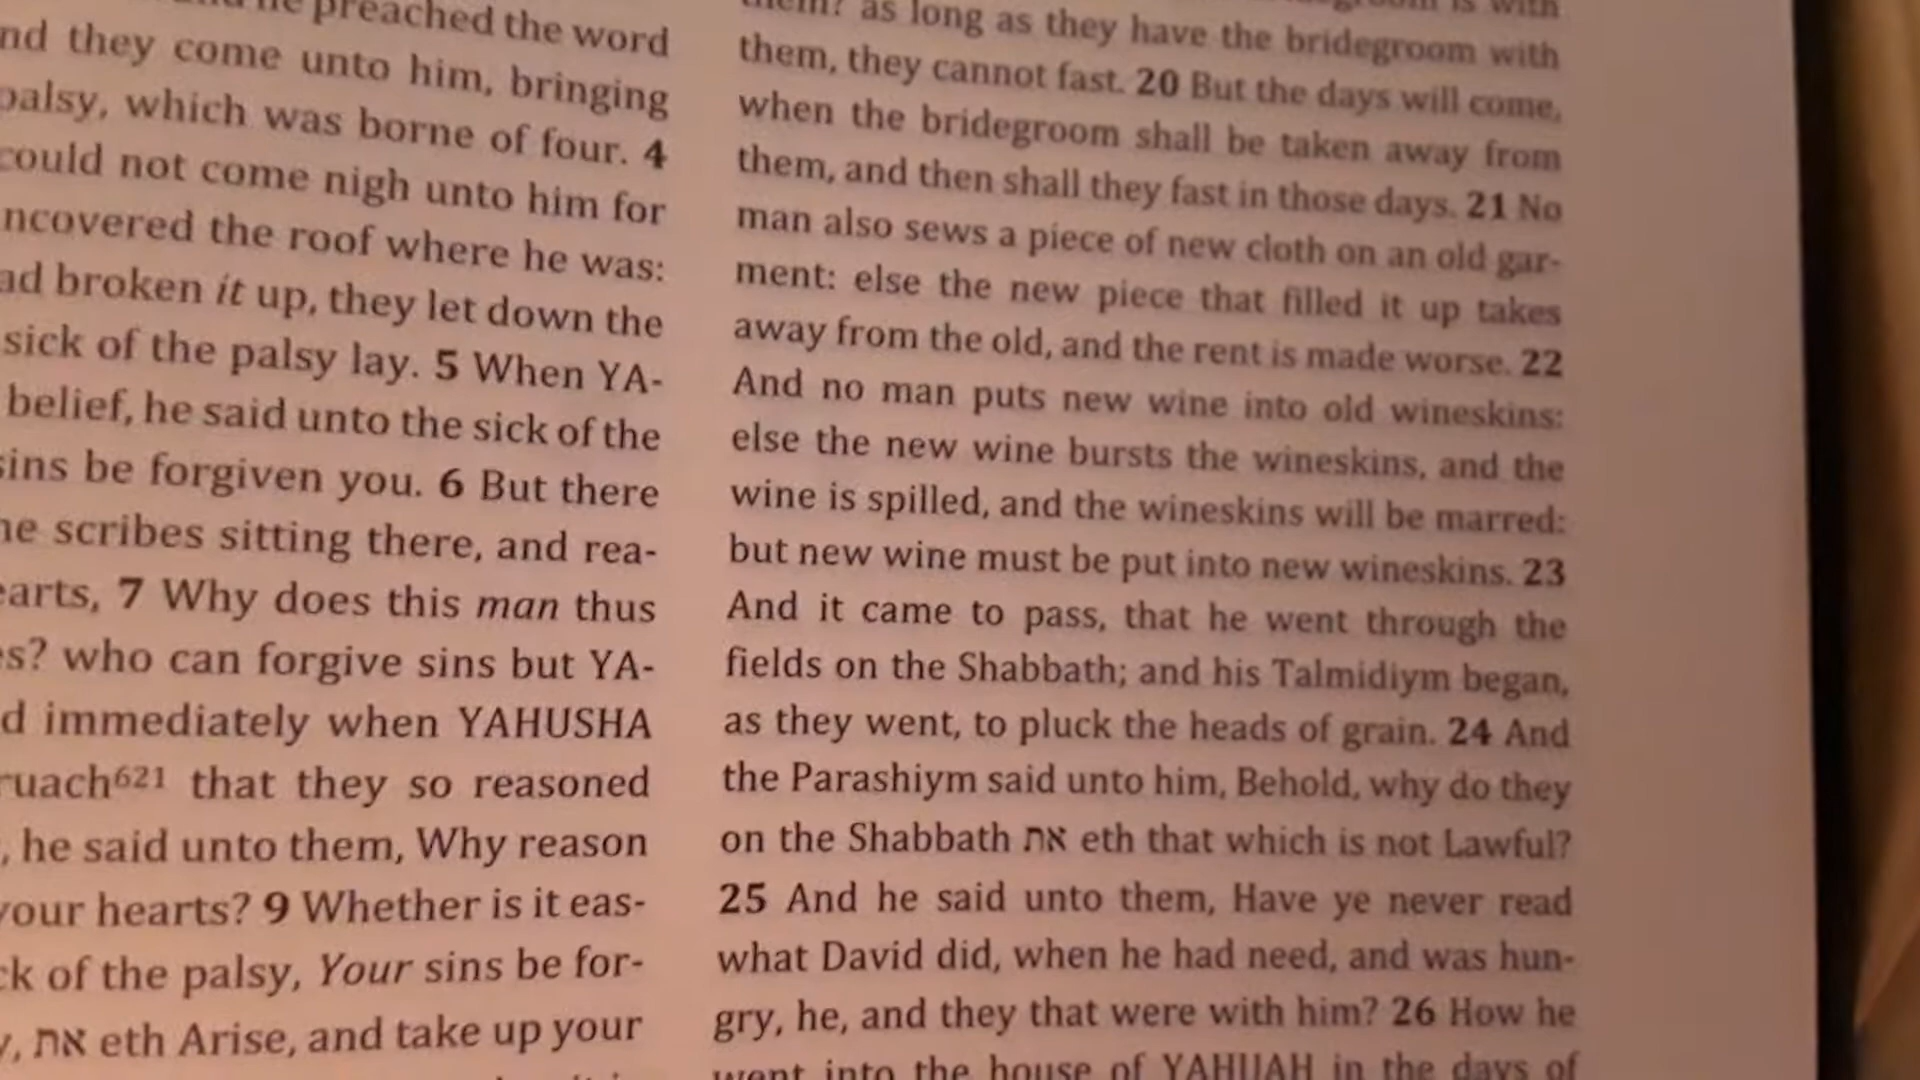 he preached the word
they come unto him, bringing
palsy, which was borne of four. 4
could not come nigh unto him for
ncovered the roof where he was:
ad broken it up, they let down the
sick of the palsy lay. 5 When YA-
belief, he said unto the sick of the
sins be forgiven you. 6 But there
he scribes sitting there, and rea-
earts, 7 Why does this man thus
es? who can forgive sins but YA-
d immediately when YAHUSHA
ruach621 that they so reasoned
, he said unto them, Why reason
your hearts? 9 Whether is it eas-
ck of the palsy, Your sins be for-
y, את eth Arise, and take up your
them? as long as they have the bridegroom with
them, they cannot fast. 20 But the days will come,
when the bridegroom shall be taken away from
them, and then shall they fast in those days. 21 No
man also sews a piece of new cloth on an old gar-
ment: else the new piece that filled it up takes
away from the old, and the rent is made worse. 22
And no man puts new wine into old wineskins:
else the new wine bursts the wineskins, and the
wine is spilled, and the wineskins will be marred:
but new wine must be put into new wineskins. 23
And it came to pass, that he went through the
fields on the Shabbath; and his Talmidiym began,
as they went, to pluck the heads of grain. 24 And
the Parashiym said unto him, Behold, why do they
on the Shabbath את eth that which is not Lawful?
25 And he said unto them, Have ye never read
what David did, when he had need, and was hun-
gry, he, and they that were with him? 26 How he
went into the house of YAHUAH in the days of